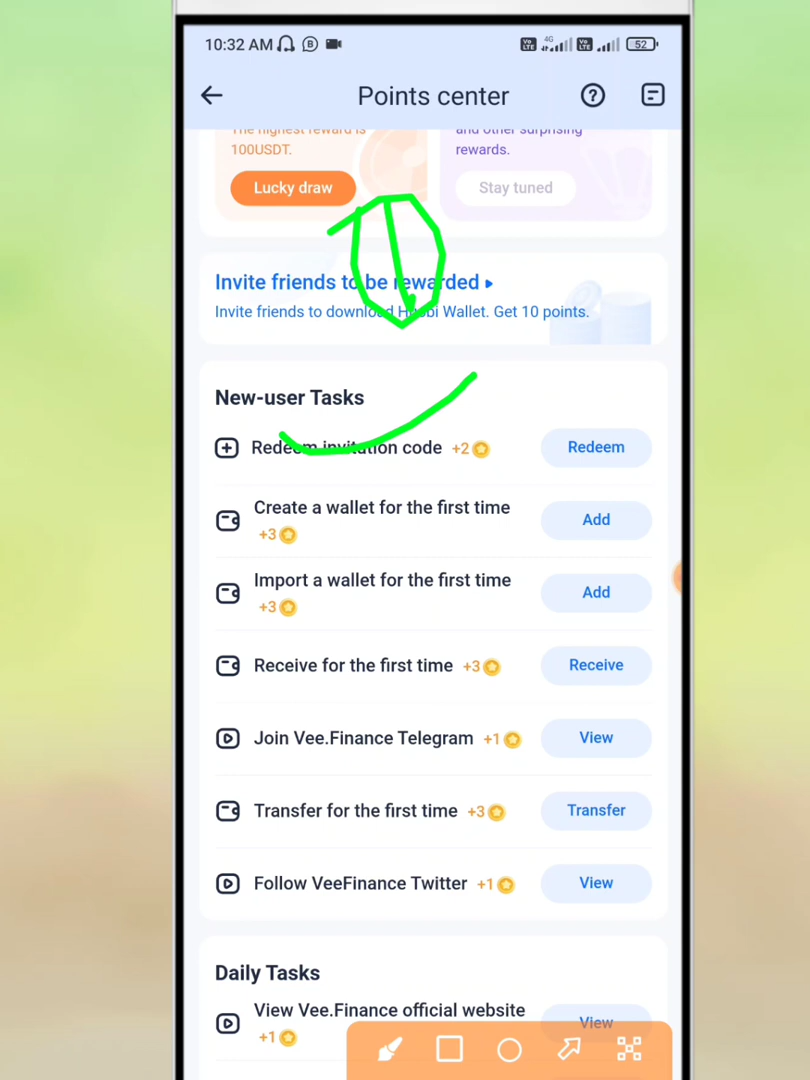 10:32 AM
4G
52
Points center
The highest reward is
100USDT.
Lucky draw
and other surprising
rewards.
Stay tuned
Invite friends to be rewarded
Invite friends to download Huobi Wallet. Get 10 points.
New-user Tasks
Redeem invitation code +2
Redeem
Create a wallet for the first time
+3
Add
Import a wallet for the first time
+3
Add
Receive for the first time +3
Receive
Join Vee.Finance Telegram +1
View
Transfer for the first time +3
Transfer
Follow VeeFinance Twitter +1
View
Daily Tasks
View Vee.Finance official website
+1
View